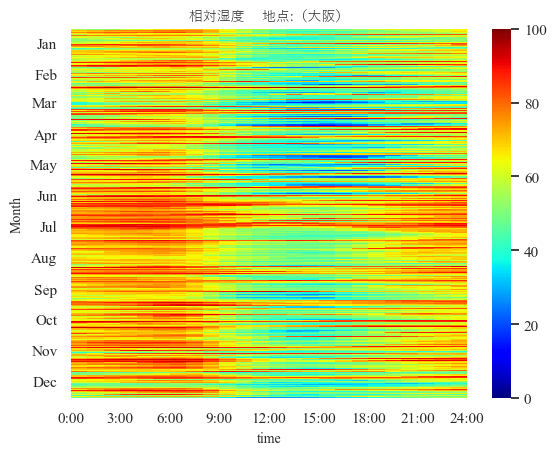 相対湿度 地点:（大阪）
Jan
Feb
Mar
Apr
May
Jun
Jul
Aug
Sep
Oct
Nov
Dec
Month
0:00 3:00 6:00 9:00 12:00 15:00 18:00 21:00 24:00
time
100
80
60
40
20
0